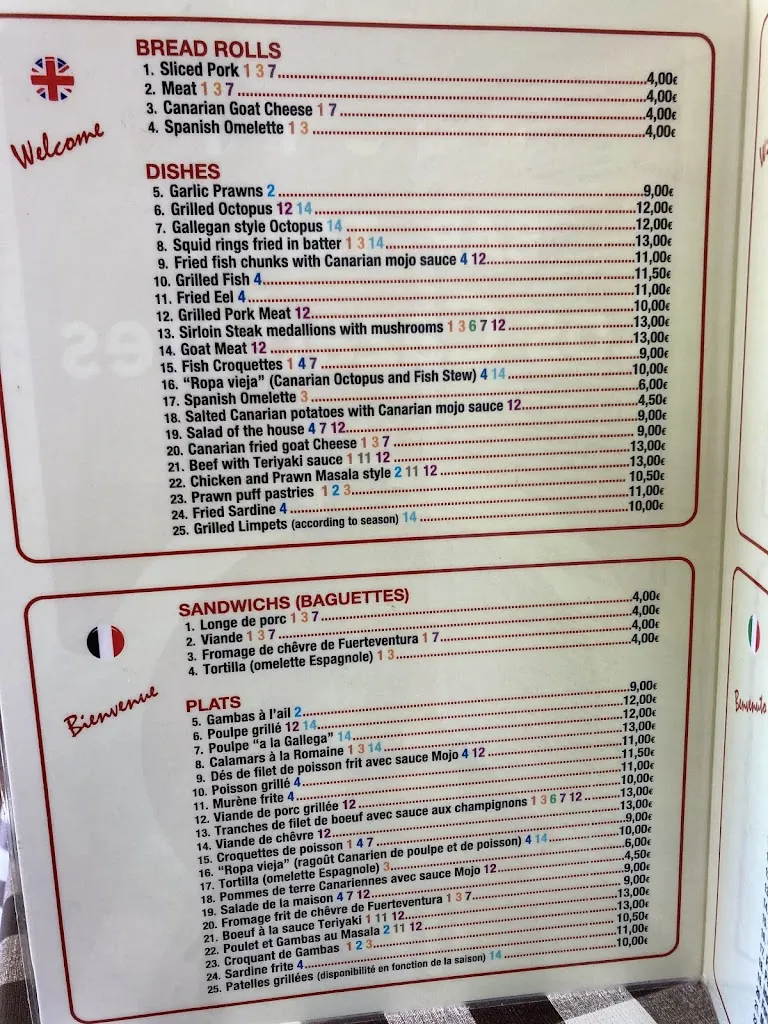 Welcome
BREAD ROLLS
1. Sliced Pork 1 3 7 4,00€
2. Meat 1 3 7 4,00€
3. Canarian Goat Cheese 1 7 4,00€
4. Spanish Omelette 1 3 4,00€
DISHES
5. Garlic Prawns 2 9,00€
6. Grilled Octopus 12 14 12,00€
7. Gallegan style Octopus 14 12,00€
8. Squid rings fried in batter 1 3 14 13,00€
9. Fried fish chunks with Canarian mojo sauce 4 12 11,00€
10. Grilled Fish 4 11,50€
11. Fried Eel 4 11,00€
12. Grilled Pork Meat 12 10,00€
13. Sirloin Steak medallions with mushrooms 1 3 6 7 12 13,00€
14. Goat Meat 12 13,00€
15. Fish Croquettes 1 4 7 9,00€
16. “Ropa vieja” (Canarian Octopus and Fish Stew) 4 14 10,00€
17. Spanish Omelette 3 6,00€
18. Salted Canarian potatoes with Canarian mojo sauce 12 4,50€
19. Salad of the house 4 7 12 9,00€
20. Canarian fried goat Cheese 1 3 7 9,00€
21. Beef with Teriyaki sauce 1 11 12 13,00€
22. Chicken and Prawn Masala style 2 11 12 13,00€
23. Prawn puff pastries 1 2 3 10,50€
24. Fried Sardine 4 11,00€
25. Grilled Limpets (according to season) 14 10,00€
Bienvenue
SANDWICHS (BAGUETTES)
1. Longe de porc 1 3 7 4,00€
2. Viande 1 3 7 4,00€
3. Fromage de chêvre de Fuerteventura 1 7 4,00€
4. Tortilla (omelette Espagnole) 1 3 4,00€
PLATS
5. Gambas à l’ail 2 9,00€
6. Poulpe grillé 12 14 12,00€
7. Poulpe “a la Gallega” 14 12,00€
8. Calamars à la Romaine 1 3 14 13,00€
9. Dés de filet de poisson frit avec sauce Mojo 4 12 11,00€
10. Poisson grillé 4 11,50€
11. Murène frite 4 11,00€
12. Viande de porc grillée 12 10,00€
13. Tranches de filet de boeuf avec sauce aux champignons 1 3 6 7 12 13,00€
14. Viande de chêvre 12 13,00€
15. Croquettes de poisson 1 4 7 9,00€
16. “Ropa vieja” (ragoût Canarien de poulpe et de poisson) 4 14 10,00€
17. Tortilla (omelette Espagnole) 3 6,00€
18. Pommes de terre Canariennes avec sauce Mojo 12 4,50€
19. Salade de la maison 4 7 12 9,00€
20. Fromage frit de chêvre de Fuerteventura 1 3 7 9,00€
21. Boeuf à la sauce Teriyaki 1 11 12 13,00€
22. Poulet et Gambas au Masala 2 11 12 13,00€
23. Croquant de Gambas 1 2 3 10,50€
24. Sardine frite 4 11,00€
25. Patelles grillées (disponibilité en fonction de la saison) 14 10,00€
Benvenuto